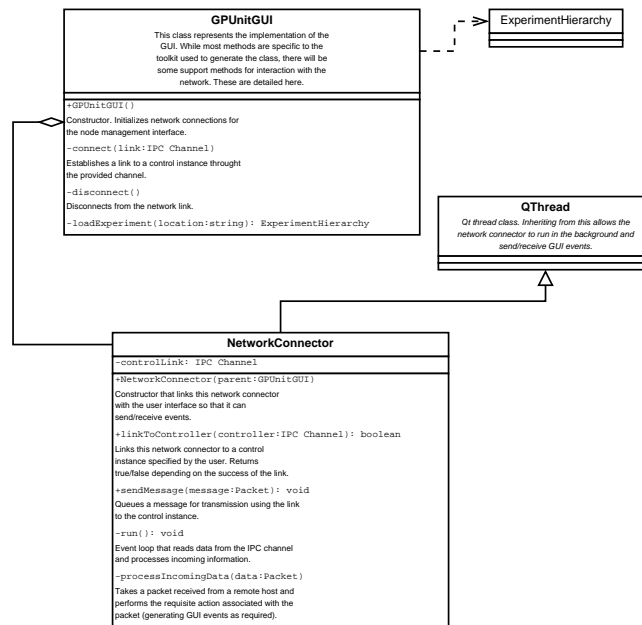 GPUnitGUI
This class represents the implementation of the
GUI. While most methods are specific to the
toolkit used to generate the class, there will be
some support methods for interaction with the
network. These are detailed here.
+GPUnitGUI()
Constructor. Initializes network connections for
the node management interface.
-connect(link:IPC Channel)
Establishes a link to a control instance throught
the provided channel.
-disconnect()
Disconnects from the network link.
-loadExperiment(location:string): ExperimentHierarchy
ExperimentHierarchy
QThread
Qt thread class. Inheriting from this allows the
network connector to run in the background and
send/receive GUI events.
NetworkConnector
-controlLink: IPC Channel
+NetworkConnector(parent:GPUnitGUI)
Constructor that links this network connector
with the user interface so that it can
send/receive events.
+linkToController(controller:IPC Channel): boolean
Links this network connector to a control
instance specified by the user. Returns
true/false depending on the success of the link.
+sendMessage(message:Packet): void
Queues a message for transmission using the link
to the control instance.
-run(): void
Event loop that reads data from the IPC channel
and processes incoming information.
-processIncomingData(data:Packet)
Takes a packet received from a remote host and
performs the requisite action associated with the
packet (generating GUI events as required).